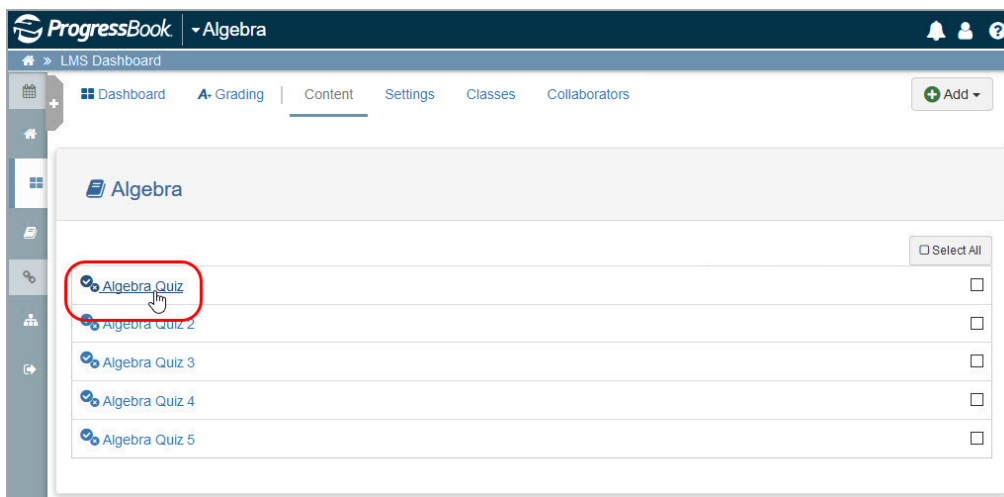 ProgressBook Algebra
» LMS Dashboard
Dashboard A+ Grading Content Settings Classes Collaborators Add
Algebra
Select All
Algebra Quiz
Algebra Quiz 2
Algebra Quiz 3
Algebra Quiz 4
Algebra Quiz 5